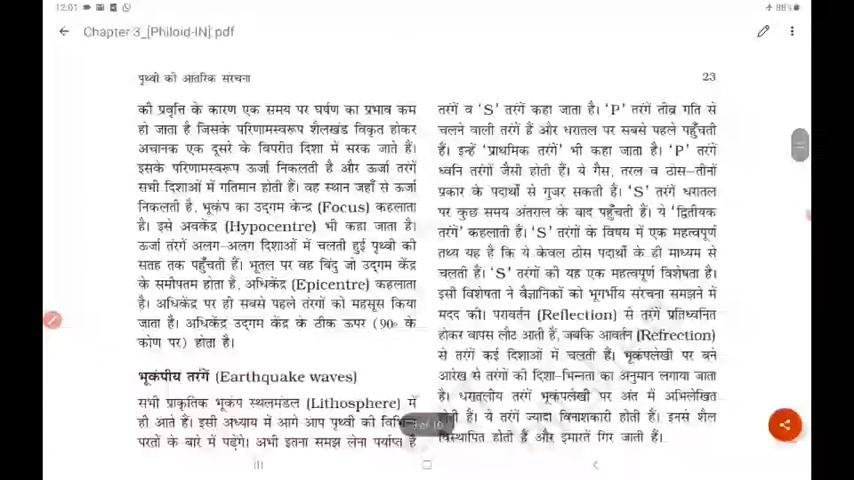 12:01
88%
Chapter 3_[Philoid-IN].pdf
पृथ्वी की आंतरिक संरचना
23
की प्रवृत्ति के कारण एक समय पर घर्षण का प्रभाव कम
हो जाता है जिसके परिणामस्वरूप शैलखंड विकृत होकर
अचानक एक दूसरे के विपरीत दिशा में सरक जाते हैं।
इसके परिणामस्वरूप ऊर्जा निकलती है और ऊर्जा तरंगें
सभी दिशाओं में गतिमान होती हैं। वह स्थान जहाँ से ऊर्जा
निकलती है, भूकंप का उद्गम केन्द्र (Focus) कहलाता
है। इसे अवकेंद्र (Hypocentre) भी कहा जाता है।
ऊर्जा तरंगें अलग-अलग दिशाओं में चलती हुई पृथ्वी की
सतह तक पहुँचती हैं। भूतल पर वह बिंदु जो उद्गम केंद्र
के समीपतम होता है, अधिकेंद्र (Epicentre) कहलाता
है। अधिकेंद्र पर ही सबसे पहले तरंगों को महसूस किया
जाता है। अधिकेंद्र उद्गम केंद्र के ठीक ऊपर (90° के
कोण पर) होता है।
भूकंपीय तरंगें (Earthquake waves)
सभी प्राकृतिक भूकंप स्थलमंडल (Lithosphere) में
ही आते हैं। इसी अध्याय में आगे आप पृथ्वी की
परतों के बारे में पढ़ेंगे। अभी इतना समझ लेना पर्याप्त है
तरंगें व 'S' तरंगें कहा जाता है। 'P' तरंगें तीव्र गति से
चलने वाली तरंगें हैं और धरातल पर सबसे पहले पहुँचती
हैं। इन्हें 'प्राथमिक तरंगें' भी कहा जाता है। 'P' तरंगें
ध्वनि तरंगों जैसी होती हैं। ये गैस, तरल व ठोस-तीनों
प्रकार के पदार्थों से गुजर सकती हैं। 'S' तरंगें धरातल
पर कुछ समय अंतराल के बाद पहुँचती हैं। ये 'द्वितीयक
तरंगें' कहलाती हैं। 'S' तरंगों के विषय में एक महत्वपूर्ण
तथ्य यह है कि ये केवल ठोस पदार्थों के ही माध्यम से
चलती हैं। 'S' तरंगों की यह एक महत्वपूर्ण विशेषता है।
इसी विशेषता ने वैज्ञानिकों को भूगर्भीय संरचना समझने में
मदद की। परावर्तन (Reflection) से तरंगें प्रतिध्वनित
होकर वापस लौट आती हैं, जबकि आवर्तन (Refrection)
से तरंगें कई दिशाओं में चलती हैं। भूकंपलेखी पर बने
आरेख से तरंगों की दिशा-भिन्नता का अनुमान लगाया जाता
है। धरातलीय तरंगें भूकंपलेखी पर अंत में अभिलेखित
होती हैं। ये तरंगें ज्यादा विनाशकारी होती हैं। इनसे शैल
विस्थापित होती हैं और इमारतें गिर जाती हैं।